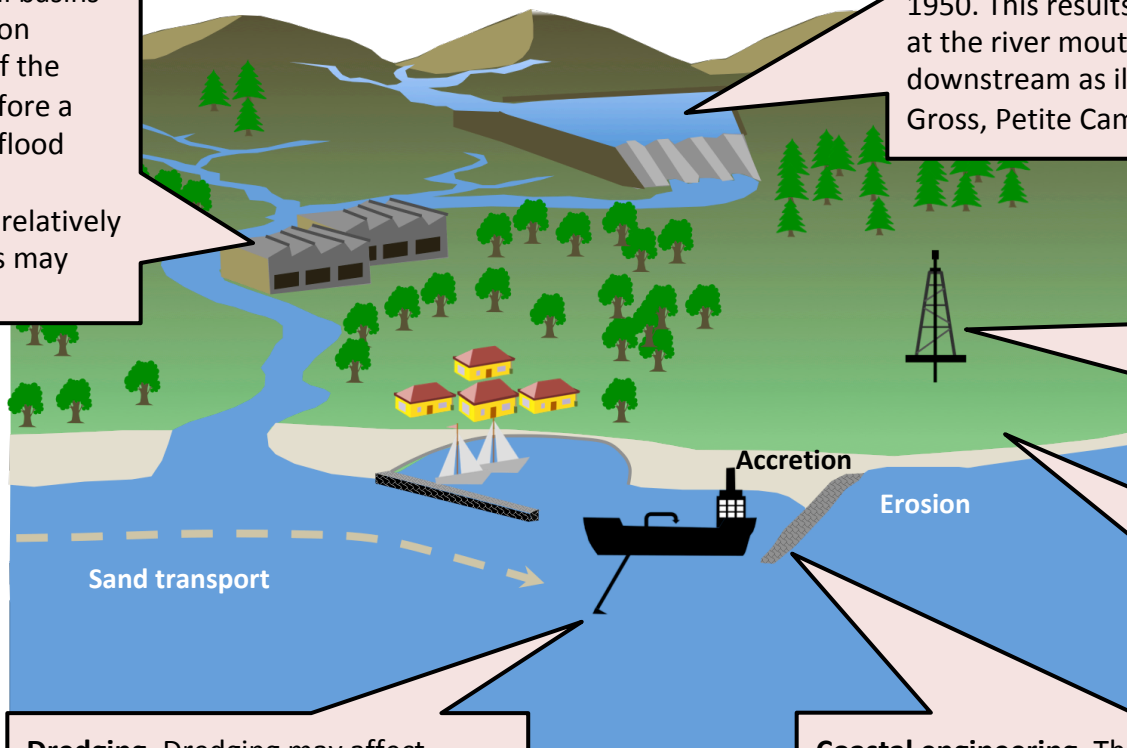 basins
on
f the
fore a
flood
relatively
s may
1950. This results
at the river mout
downstream as il
Gross, Petite Cam
Accretion
Erosion
Sand transport
Dredging. Dredging may affect
Coastal engineering. Th